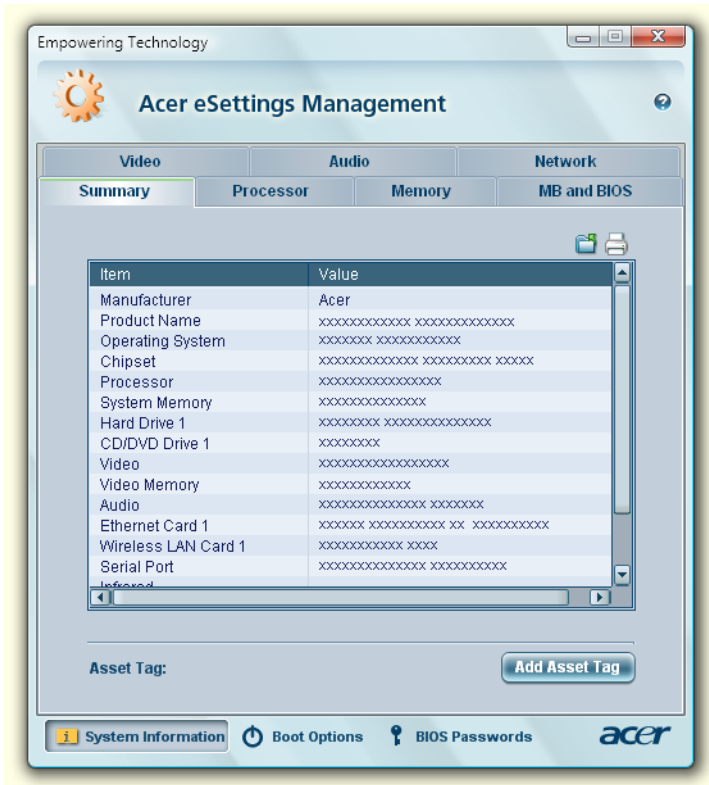 Empowering Technology
Acer eSettings Management
Video Audio Network
Summary Processor Memory MB and BIOS
Item Value
Manufacturer Acer
Product Name xxxxxxxxxxxx xxxxxxxxxxxxx
Operating System xxxxxxx xxxxxxxxxxx
Chipset xxxxxxxxxxxxx xxxxxxxxx xxxxx
Processor xxxxxxxxxxxxxxxx
System Memory xxxxxxxxxxxxxx
Hard Drive 1 xxxxxxxx xxxxxxxxxxxxxx
CD/DVD Drive 1 xxxxxxxx
Video xxxxxxxxxxxxxxxxx
Video Memory xxxxxxxxxxxx
Audio xxxxxxxxxxxxxx xxxxxxx
Ethernet Card 1 xxxxxx xxxxxxxxxx xx xxxxxxxxxx
Wireless LAN Card 1 xxxxxxxxxxx xxxx
Serial Port xxxxxxxxxxxxxx xxxxxxxxxx
Infrared
Asset Tag: Add Asset Tag
System Information Boot Options BIOS Passwords acer